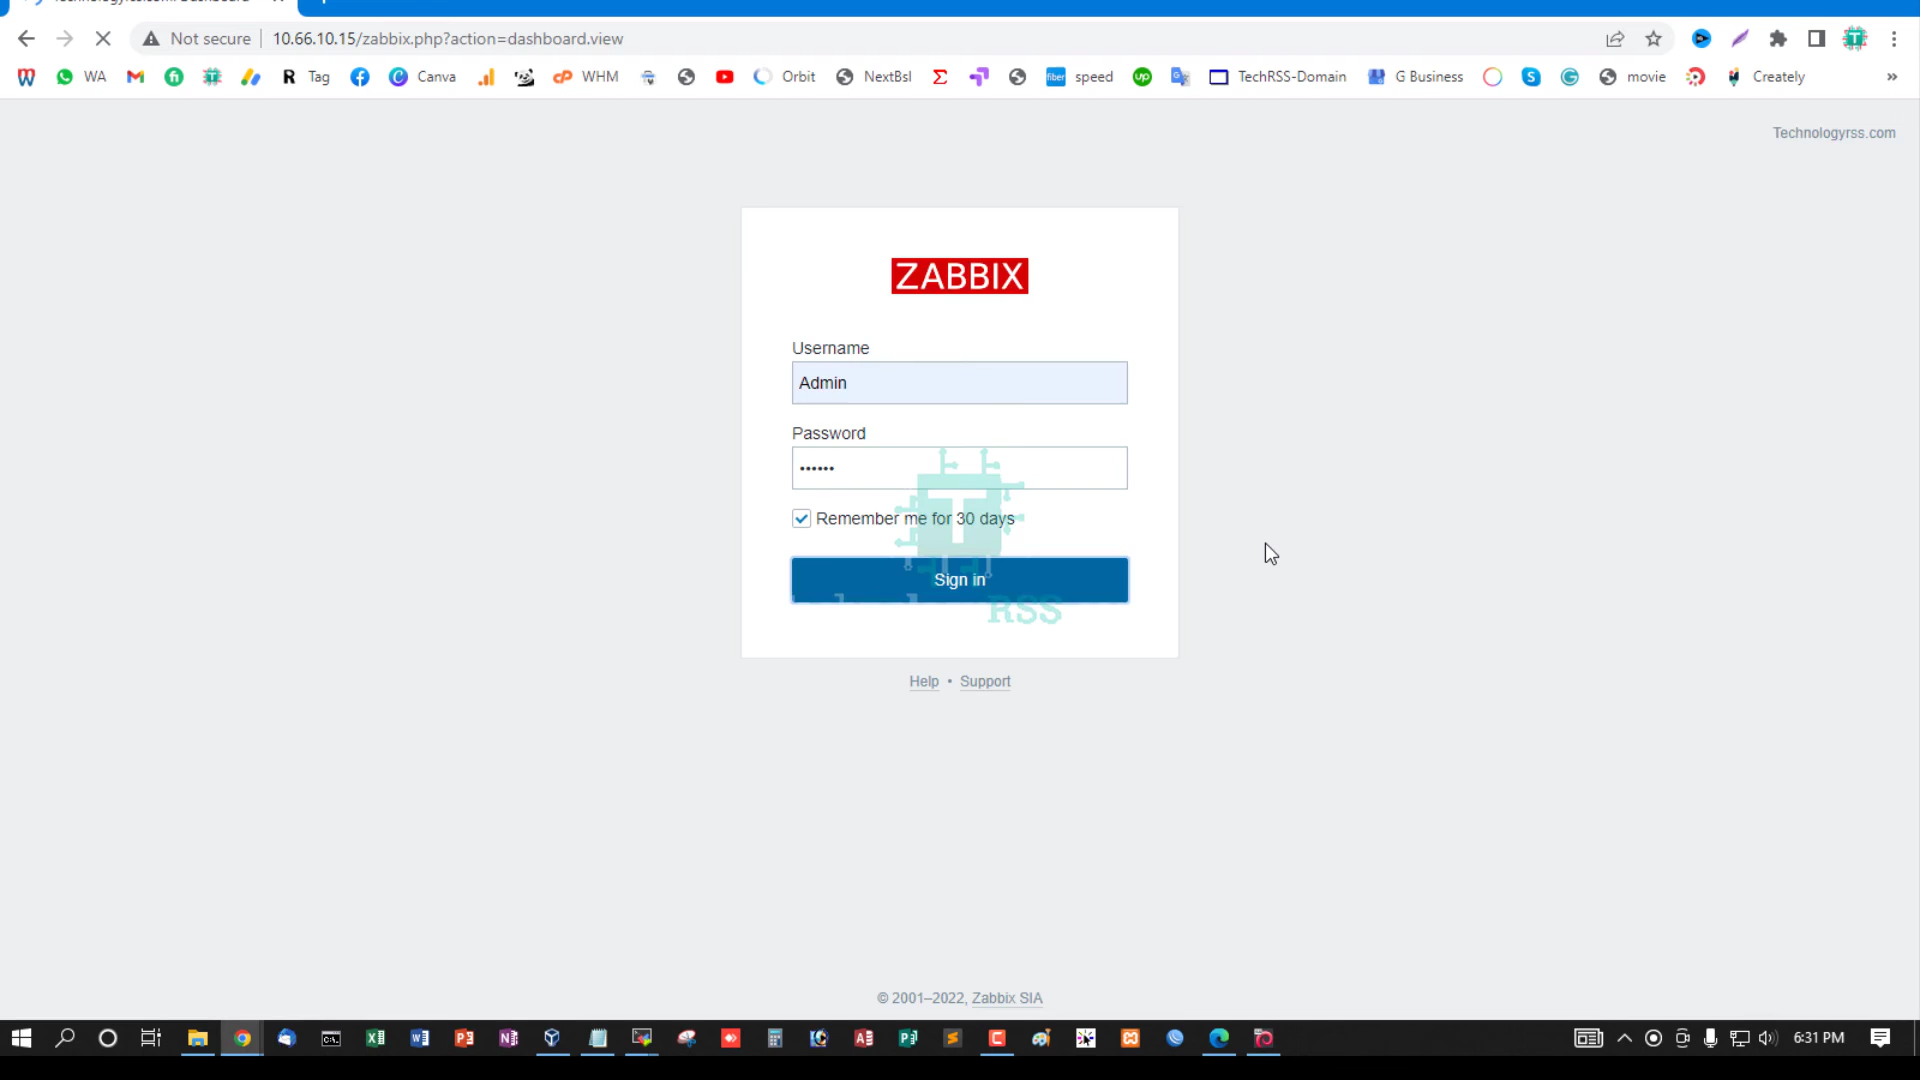 Not secure
10.66.10.15/zabbix.php?action=dashboard.view
WA
Tag
Canva
WHM
Orbit
NextBsl
fiber
speed
up
TechRSS-Domain
G Business
movie
Creately
»
Technologyrss.com
ZABBIX
Username
Admin
Password
••••••
Remember me for 30 days
Sign in
RSS
Help • Support
© 2001–2022, Zabbix SIA
6:31 PM